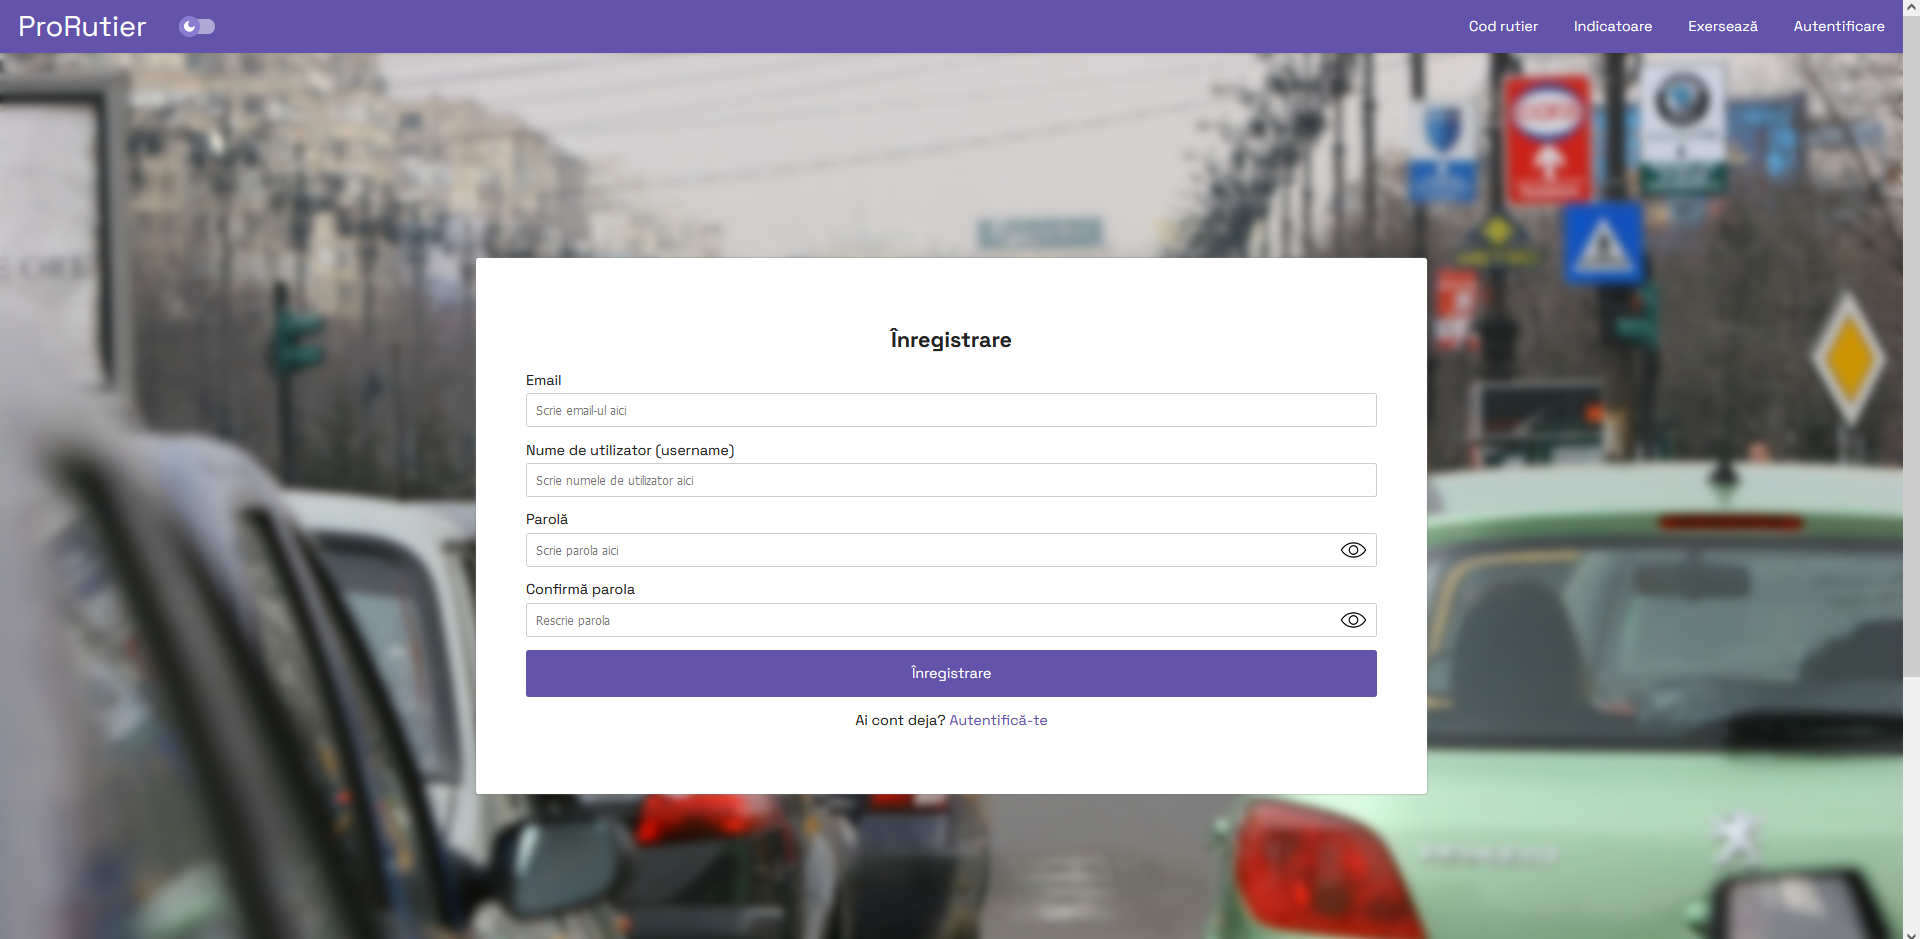 ProRutier
Cod rutier Indicatoare Exersează Autentificare
Înregistrare
Email
Scrie email-ul aici
Nume de utilizator (username)
Scrie numele de utilizator aici
Parolă
Scrie parola aici
Confirmă parola
Rescrie parola
Înregistrare
Ai cont deja? Autentifică-te